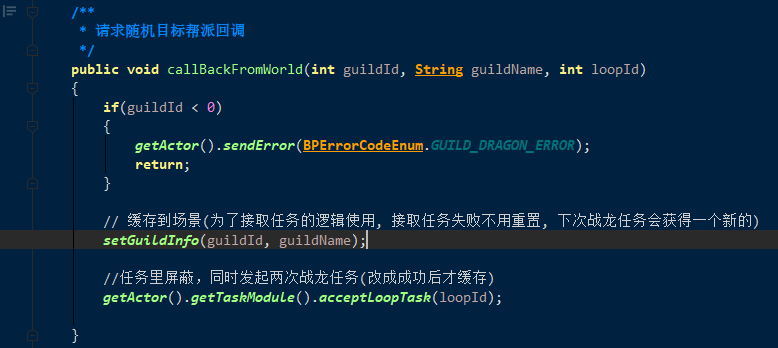 /**
* 请求随机目标帮派回调
*/
public void callBackFromWorld(int guildId, String guildName, int loopId)
{
if(guildId < 0)
{
getActor().sendError(BPErrorCodeEnum.GUILD_DRAGON_ERROR);
return;
}
// 缓存到场景(为了接取任务的逻辑使用, 接取任务失败不用重置, 下次战龙任务会获得一个新的)
setGuildInfo(guildId, guildName);
//任务里屏蔽，同时发起两次战龙任务(改成成功后才缓存)
getActor().getTaskModule().acceptLoopTask(loopId);
}